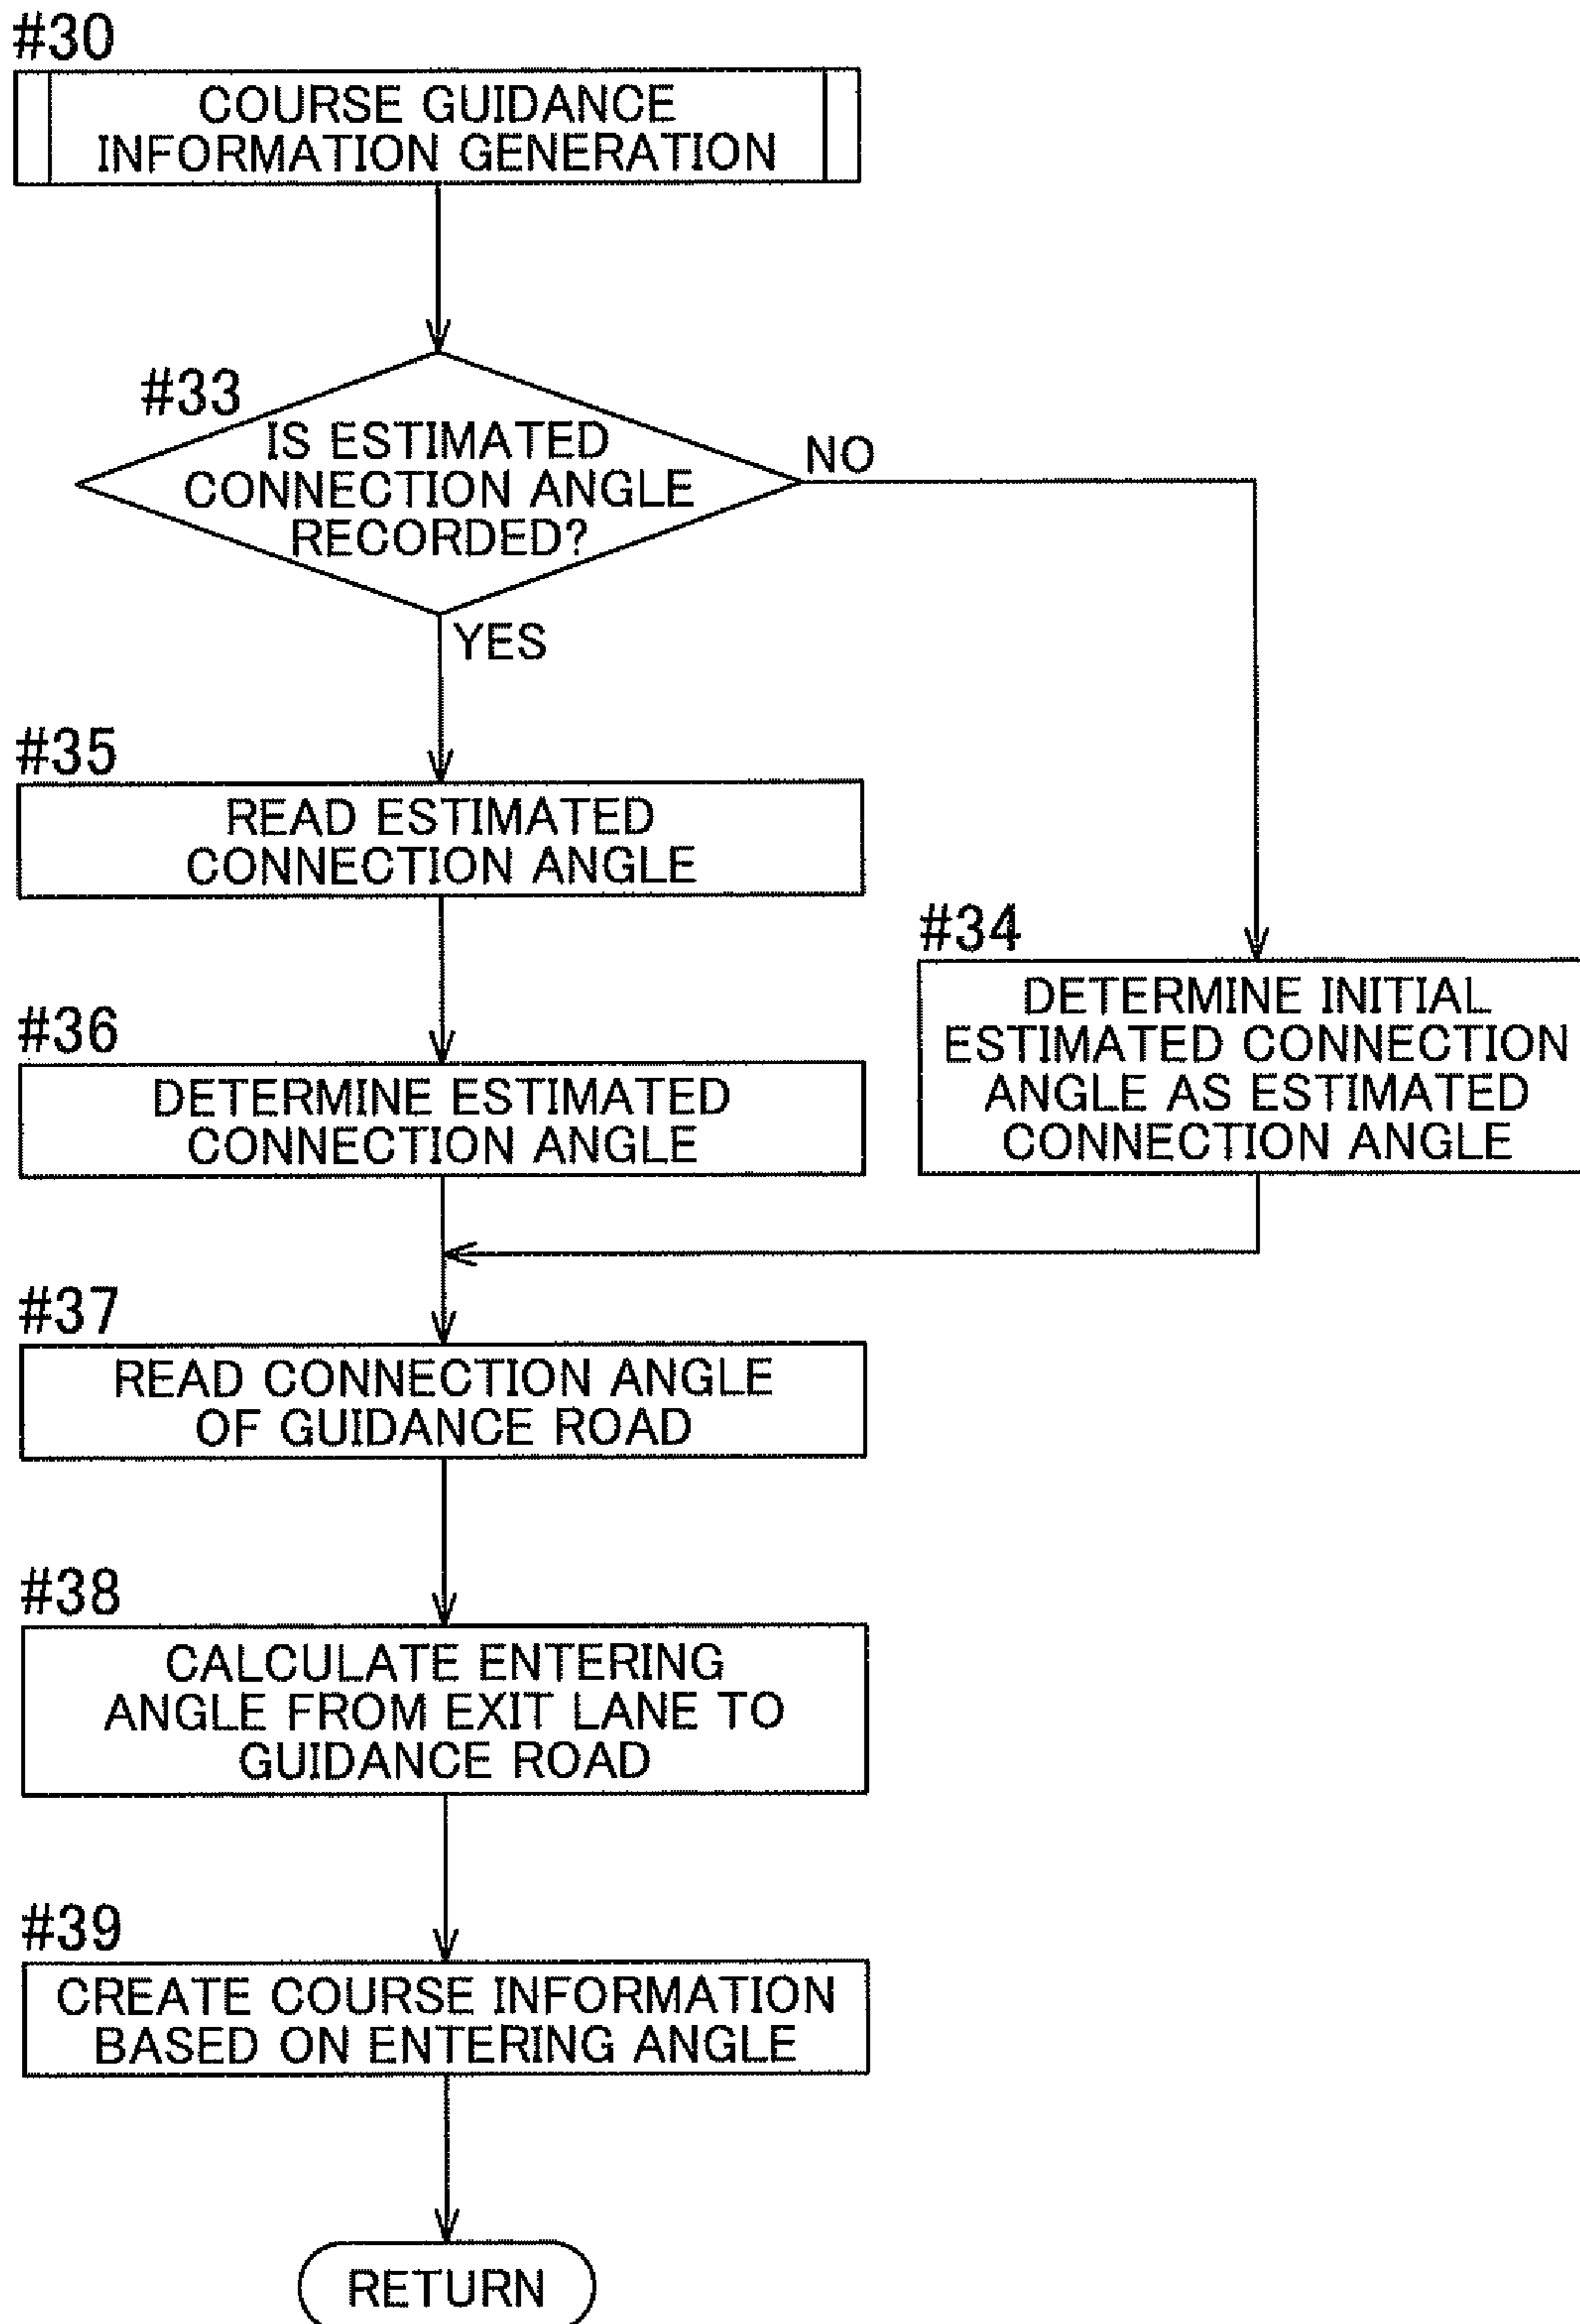 #30
COURSE GUIDANCE
INFORMATION GENERATION
#33
IS ESTIMATED
CONNECTION ANGLE
RECORDED?
NO
YES
#35
READ ESTIMATED
CONNECTION ANGLE
#34
DETERMINE INITIAL
ESTIMATED CONNECTION
ANGLE AS ESTIMATED
CONNECTION ANGLE
#36
DETERMINE ESTIMATED
CONNECTION ANGLE
#37
READ CONNECTION ANGLE
OF GUIDANCE ROAD
#38
CALCULATE ENTERING
ANGLE FROM EXIT LANE TO
GUIDANCE ROAD
#39
CREATE COURSE INFORMATION
BASED ON ENTERING ANGLE
RETURN